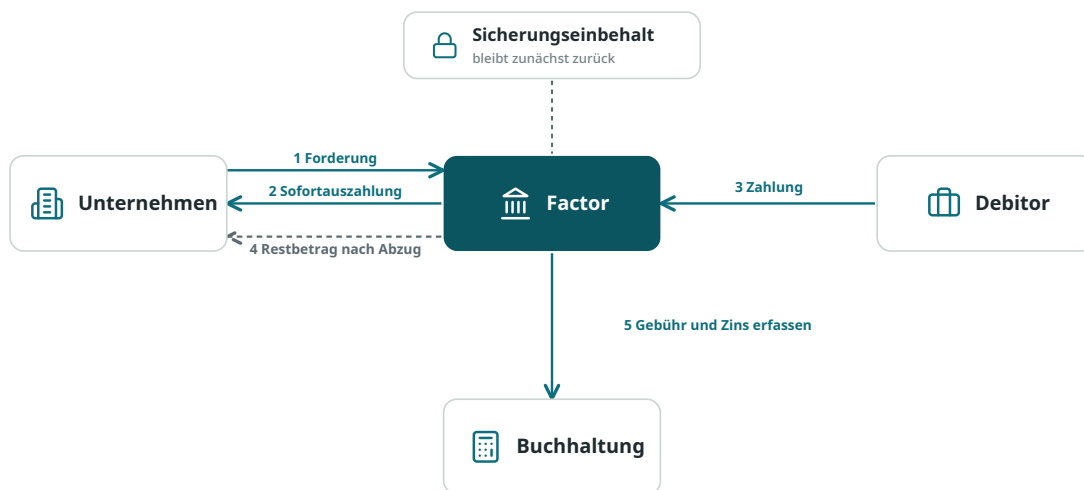 Sicherungseinbehalt
bleibt zunächst zurück
1 Forderung
Unternehmen
2 Sofortauszahlung
Factor
3 Zahlung
Debitor
4 Restbetrag nach Abzug
5 Gebühr und Zins erfassen
Buchhaltung